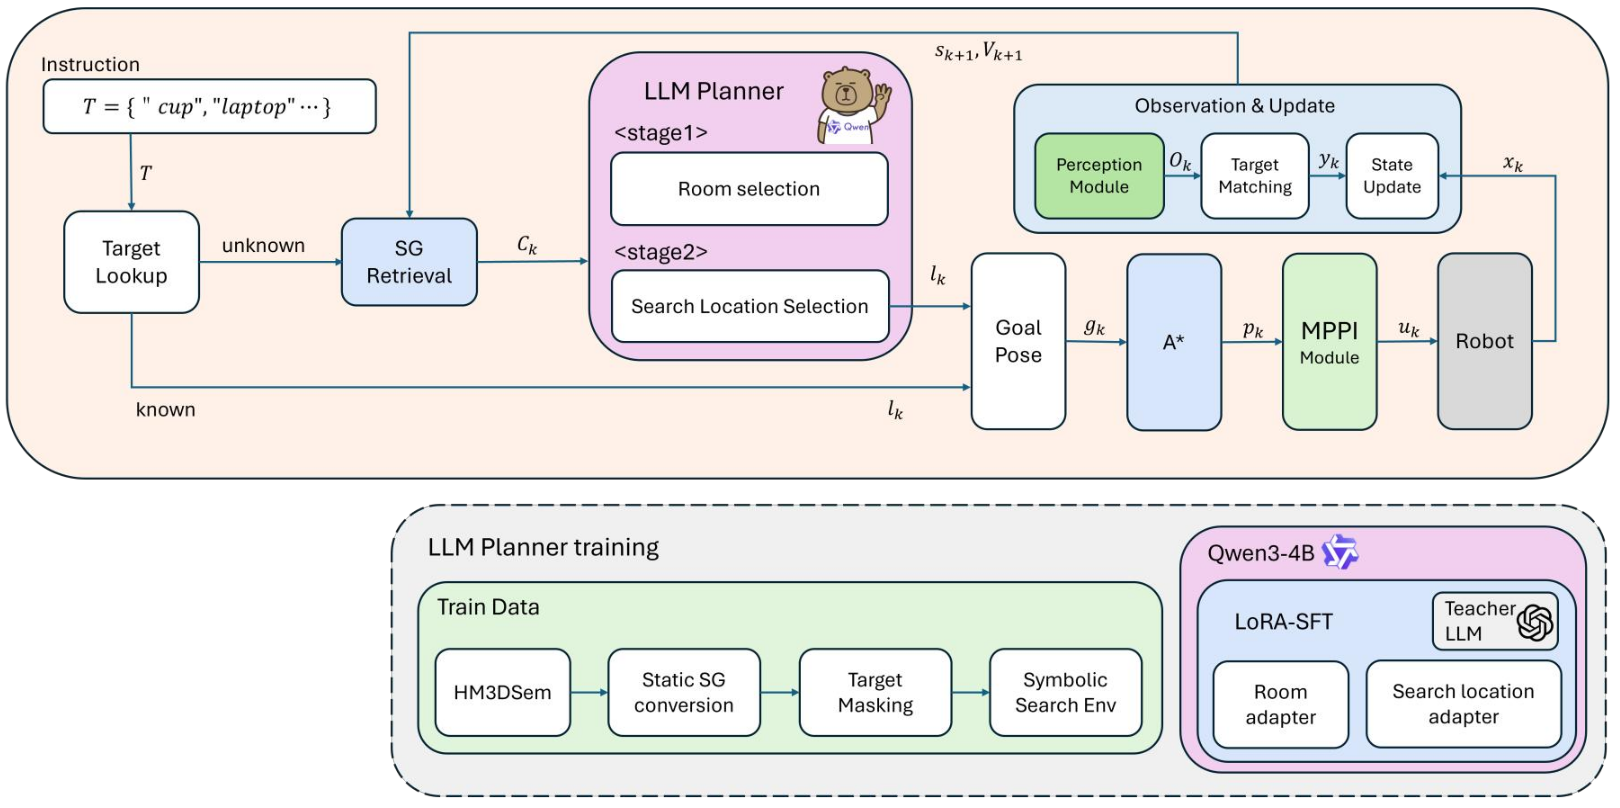 Instruction
T = { " cup", "laptop" ⋯ }
T
Target
Lookup
unknown
known
SG
Retrieval
C_k
LLM Planner
Qwen
<stage1>
Room selection
<stage2>
Search Location Selection
l_k
l_k
s_{k+1}, V_{k+1}
Observation & Update
Perception
Module
O_k
Target
Matching
y_k
State
Update
x_k
Goal
Pose
g_k
A*
p_k
MPPI
Module
u_k
Robot
LLM Planner training
Train Data
HM3DSem
Static SG
conversion
Target
Masking
Symbolic
Search Env
Qwen3-4B
LoRA-SFT
Teacher
LLM
Room
adapter
Search location
adapter